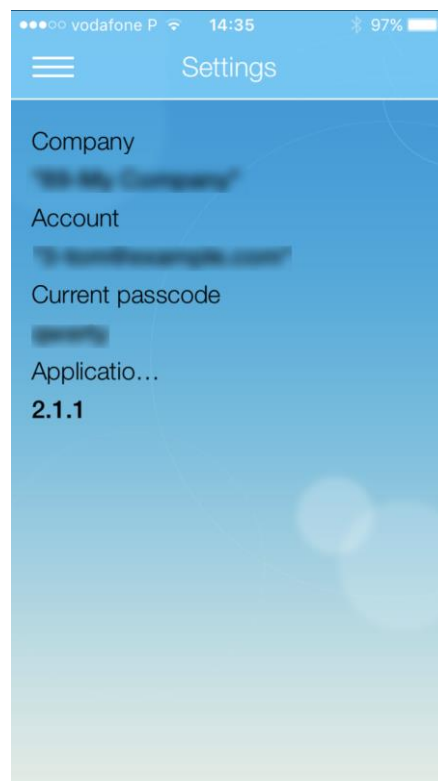 vodafone P 14:35 97%
Settings
Company
Account
Current passcode
Applicatio...
2.1.1